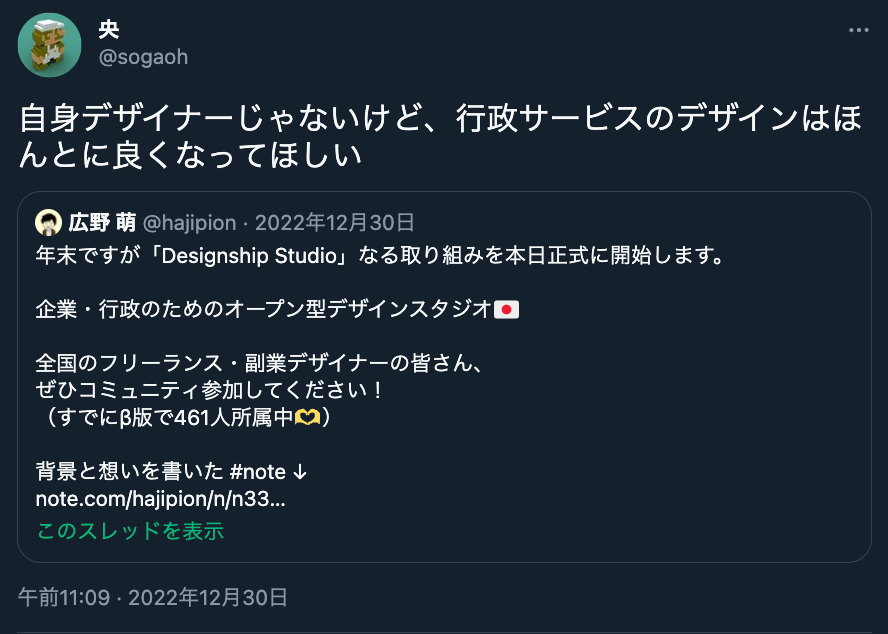 央
@sogaoh
自身デザイナーじゃないけど、行政サービスのデザインはほ
んとに良くなってほしい
広野 萌 @hajipion · 2022年12月30日
年末ですが「Designship Studio」なる取り組みを本日正式に開始します。
企業・行政のためのオープン型デザインスタジオ🇯🇵
全国のフリーランス・副業デザイナーの皆さん、
ぜひコミュニティ参加してください！
（すでにβ版で461人所属中🫶）
背景と想いを書いた #note ↓
note.com/hajipion/n/n33…
このスレッドを表示
午前11:09 · 2022年12月30日